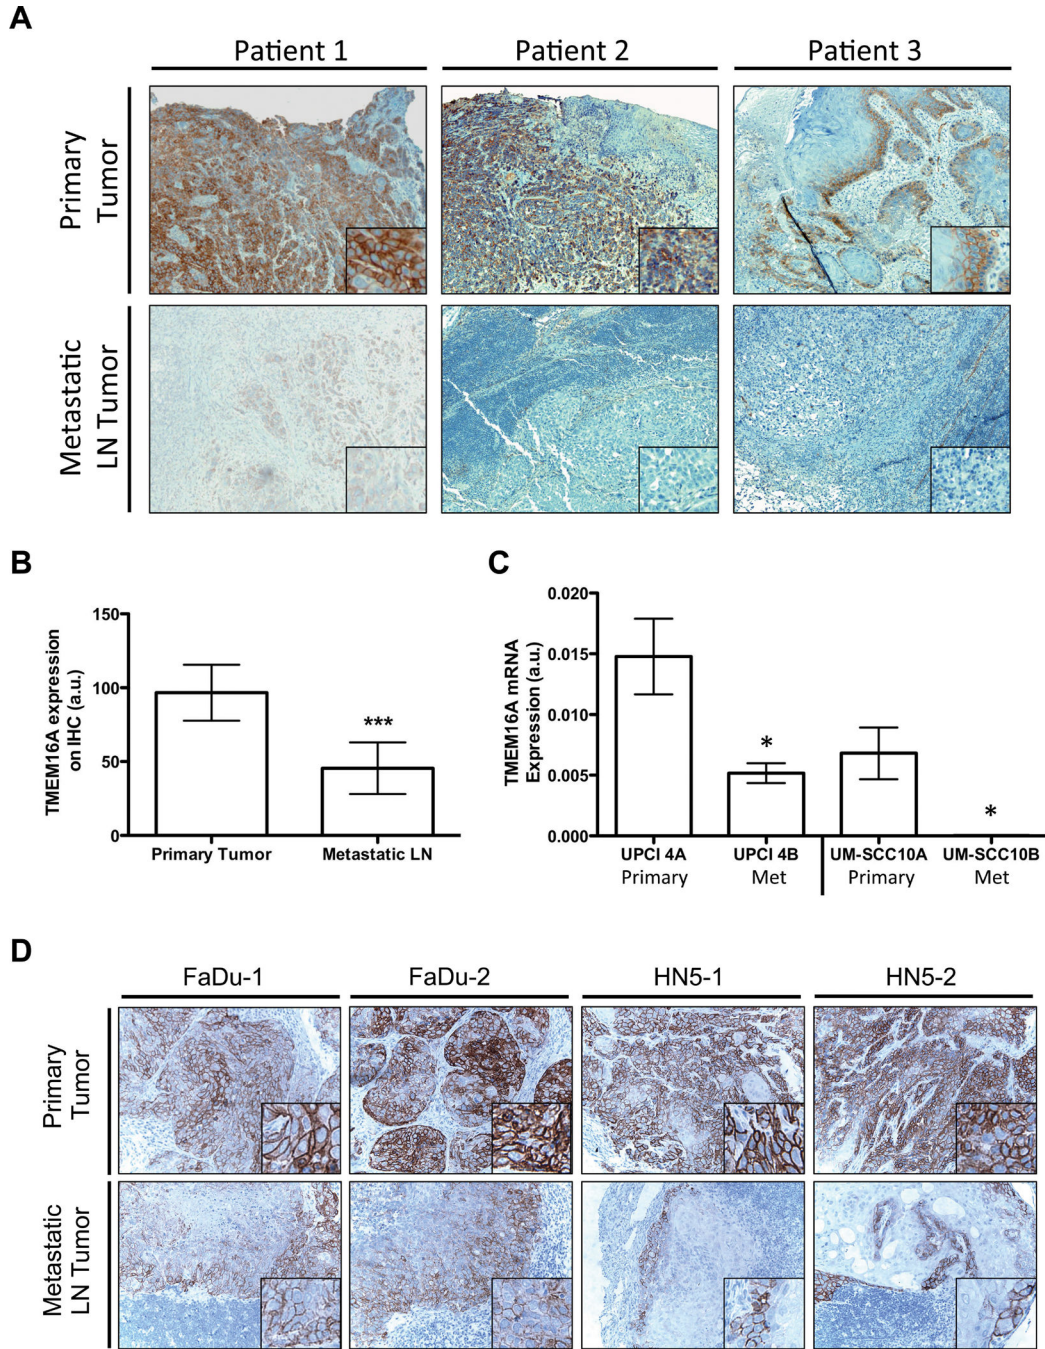 A
Patient 1
Patient 2
Patient 3
Primary
Tumor
Metastatic
LN Tumor
B
TMEM16A expression
on IHC (a.u.)
150
100
50
0
***
Primary Tumor
Metastatic LN
C
TMEM16A mRNA
Expression (a.u.)
0.020
0.015
0.010
0.005
0.000
*
*
UPCI 4A
Primary
UPCI 4B
Met
UM-SCC10A
Primary
UM-SCC10B
Met
D
FaDu-1
FaDu-2
HN5-1
HN5-2
Primary
Tumor
Metastatic
LN Tumor